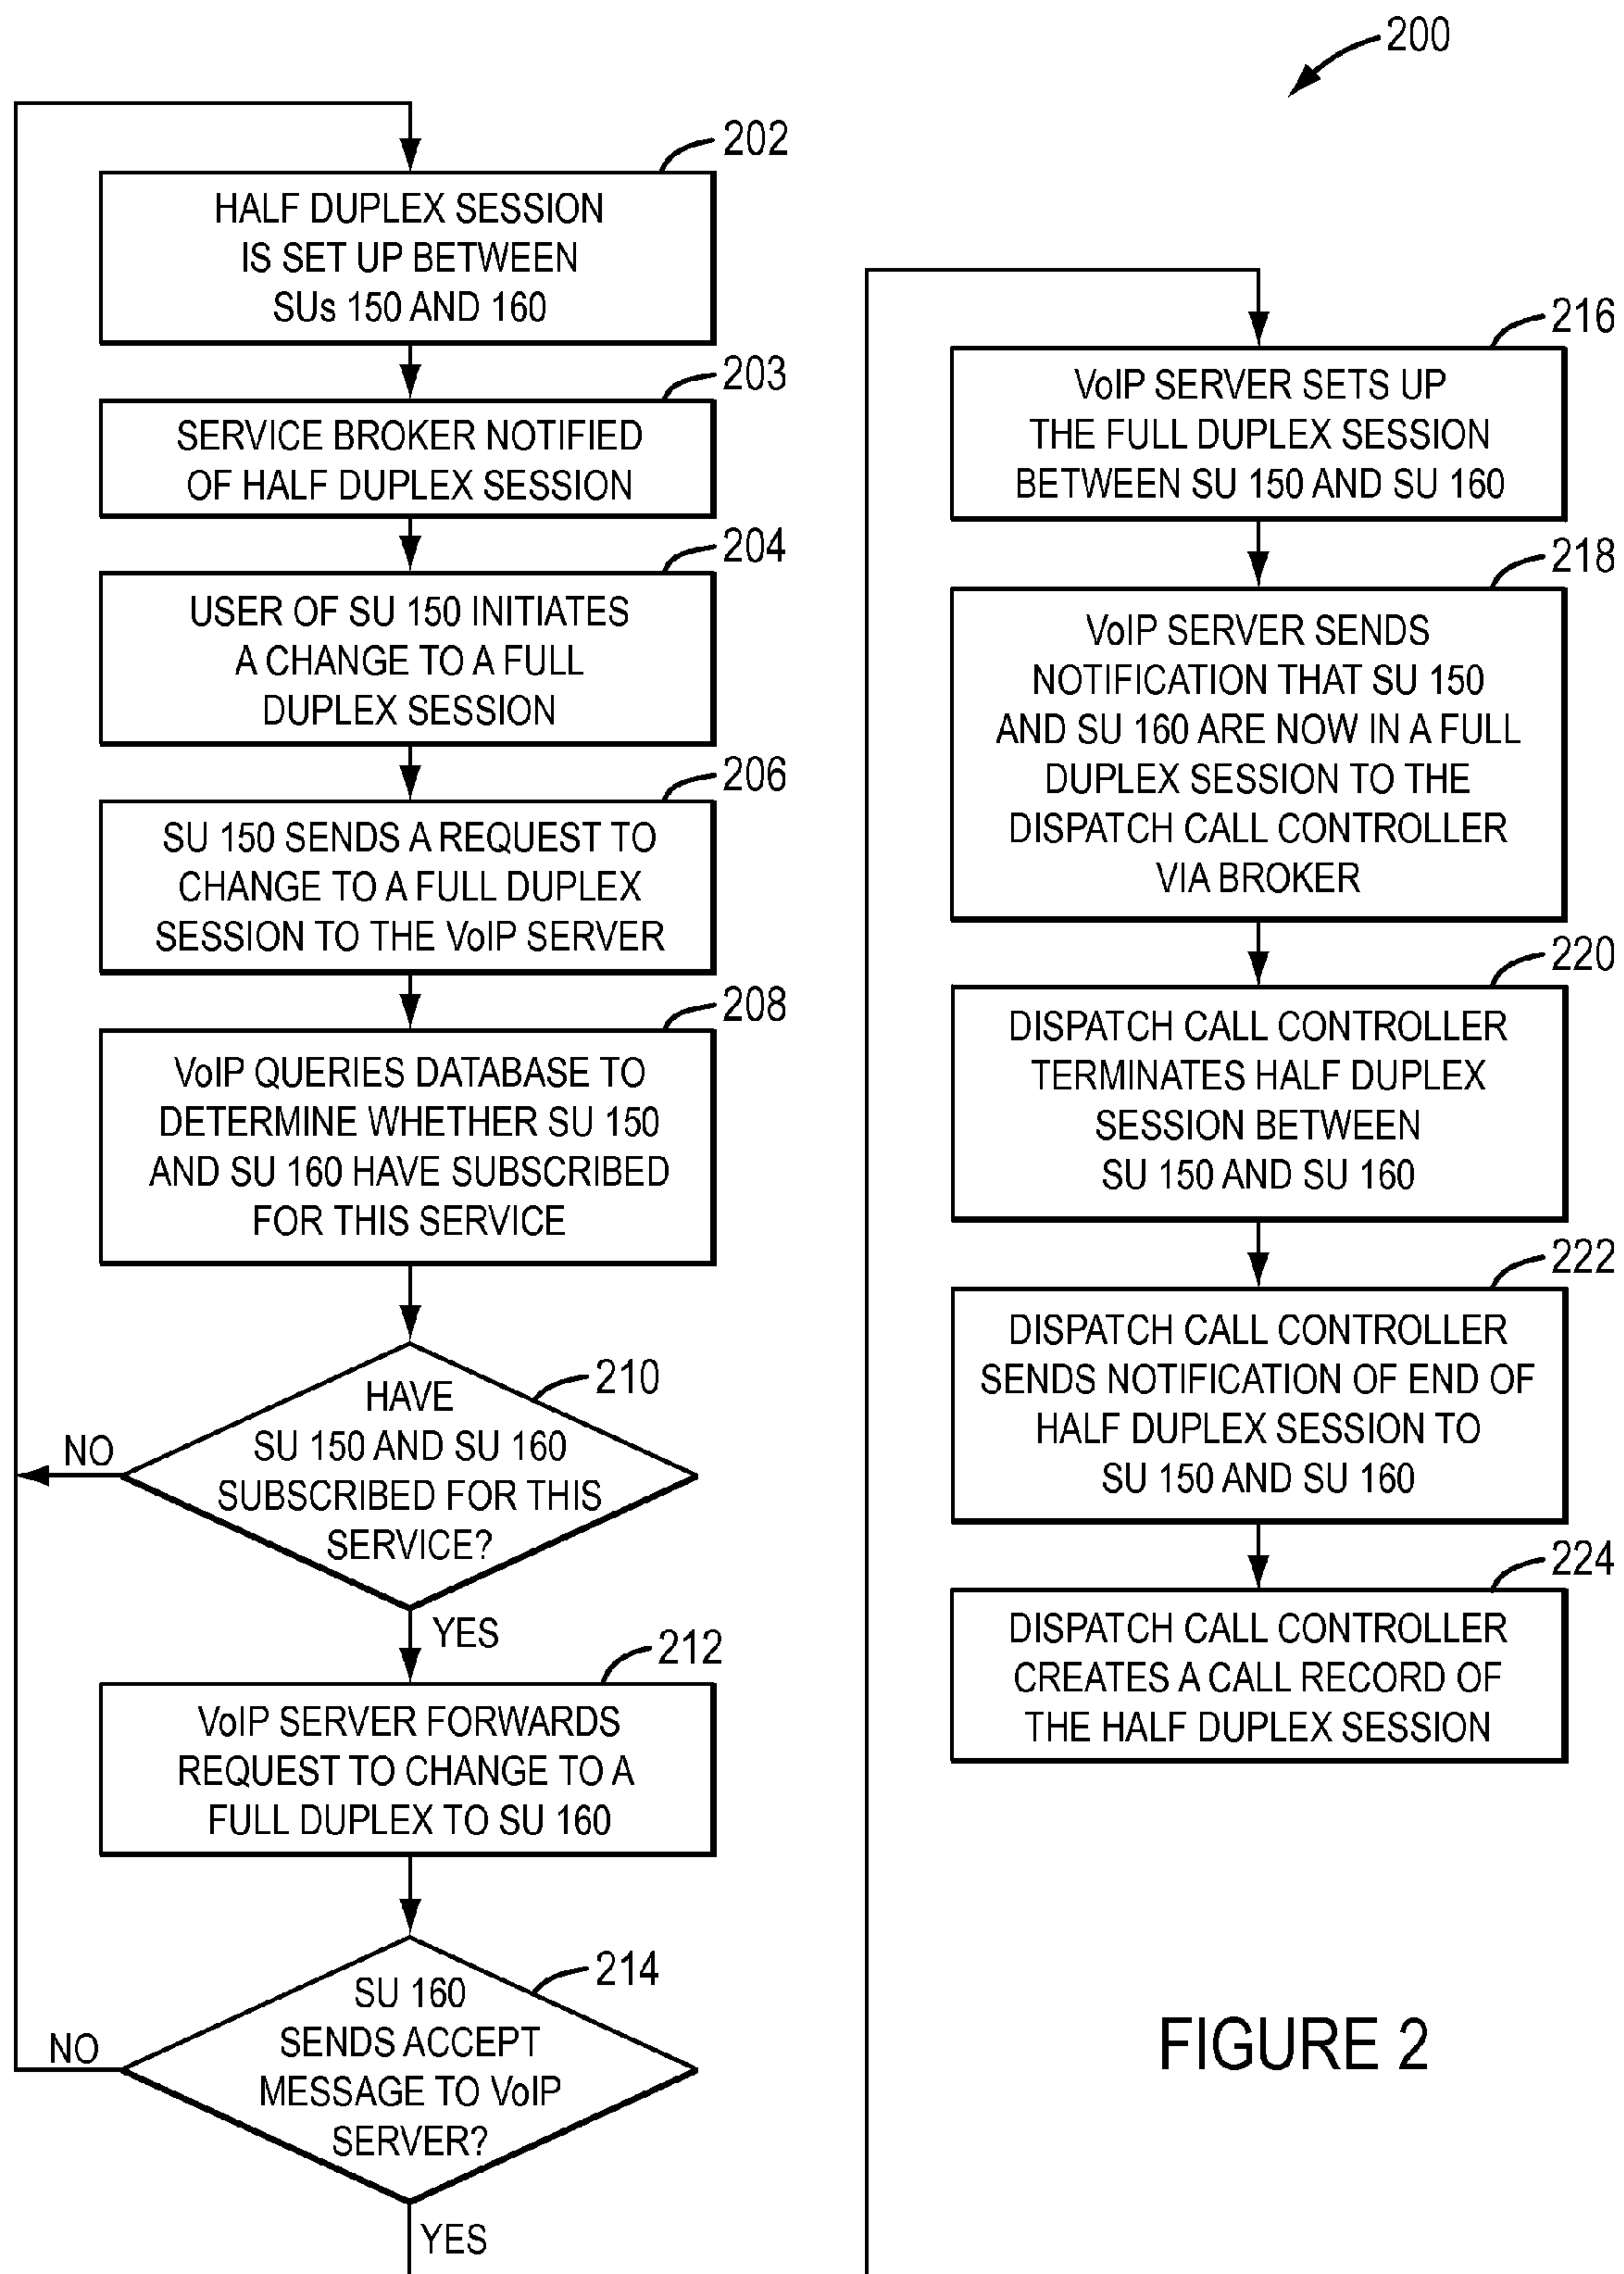 200
202
HALF DUPLEX SESSION
IS SET UP BETWEEN
SUs 150 AND 160
203
SERVICE BROKER NOTIFIED
OF HALF DUPLEX SESSION
204
USER OF SU 150 INITIATES
A CHANGE TO A FULL
DUPLEX SESSION
206
SU 150 SENDS A REQUEST TO
CHANGE TO A FULL DUPLEX
SESSION TO THE VoIP SERVER
208
VoIP QUERIES DATABASE TO
DETERMINE WHETHER SU 150
AND SU 160 HAVE SUBSCRIBED
FOR THIS SERVICE
210
HAVE
SU 150 AND SU 160
SUBSCRIBED FOR THIS
SERVICE?
NO
YES
212
VoIP SERVER FORWARDS
REQUEST TO CHANGE TO A
FULL DUPLEX TO SU 160
214
SU 160
SENDS ACCEPT
MESSAGE TO VoIP
SERVER?
NO
YES
216
VoIP SERVER SETS UP
THE FULL DUPLEX SESSION
BETWEEN SU 150 AND SU 160
218
VoIP SERVER SENDS
NOTIFICATION THAT SU 150
AND SU 160 ARE NOW IN A FULL
DUPLEX SESSION TO THE
DISPATCH CALL CONTROLLER
VIA BROKER
220
DISPATCH CALL CONTROLLER
TERMINATES HALF DUPLEX
SESSION BETWEEN
SU 150 AND SU 160
222
DISPATCH CALL CONTROLLER
SENDS NOTIFICATION OF END OF
HALF DUPLEX SESSION TO
SU 150 AND SU 160
224
DISPATCH CALL CONTROLLER
CREATES A CALL RECORD OF
THE HALF DUPLEX SESSION
FIGURE 2